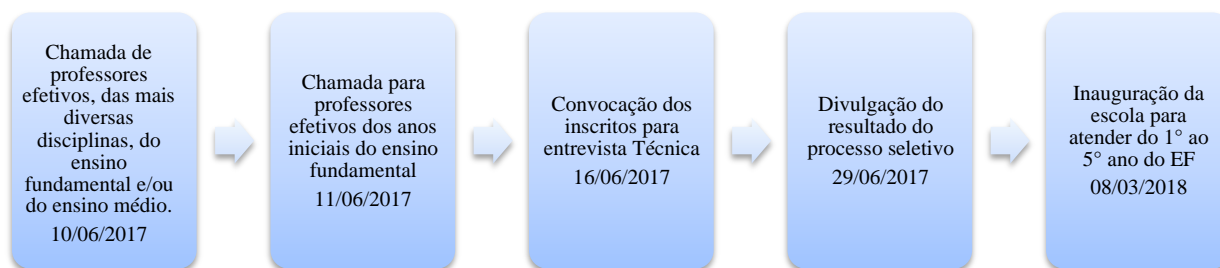 Chamada de
professores
efetivos, das mais
diversas
disciplinas, do
ensino
fundamental e/ou
do ensino médio.
10/06/2017
Chamada para
professores
efetivos dos anos
iniciais do ensino
fundamental
11/06/2017
Convocação dos
inscritos para
entrevista Técnica
16/06/2017
Divulgação do
resultado do
processo seletivo
29/06/2017
Inauguração da
escola para
atender do 1° ao
5° ano do EF
08/03/2018